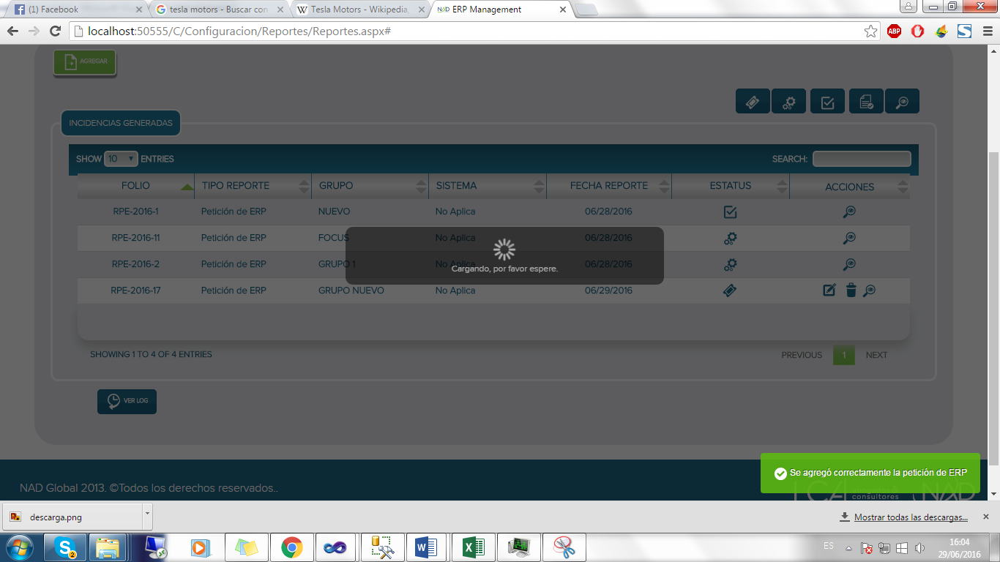 (1) Facebook
tesla motors - Buscar con
Tesla Motors - Wikipedia,
NAD ERP Management
localhost:50555/C/Configuracion/Reportes/Reportes.aspx#
ABP
AGREGAR
INCIDENCIAS GENERADAS
SHOW 10 ENTRIES SEARCH:
FOLIO TIPO REPORTE GRUPO SISTEMA FECHA REPORTE ESTATUS ACCIONES
RPE-2016-1 Petición de ERP NUEVO No Aplica 06/28/2016
RPE-2016-11 Petición de ERP FOCUS No Aplica 06/28/2016
RPE-2016-2 Petición de ERP GRUPO 1 No Aplica 06/28/2016
RPE-2016-17 Petición de ERP GRUPO NUEVO No Aplica 06/29/2016
Cargando, por favor espere.
SHOWING 1 TO 4 OF 4 ENTRIES PREVIOUS 1 NEXT
VER LOG
Se agregó correctamente la petición de ERP
NAD Global 2013. ©Todos los derechos reservados..
consultores NAD
descarga.png
Mostrar todas las descargas...
2
ES
16:04
29/06/2016